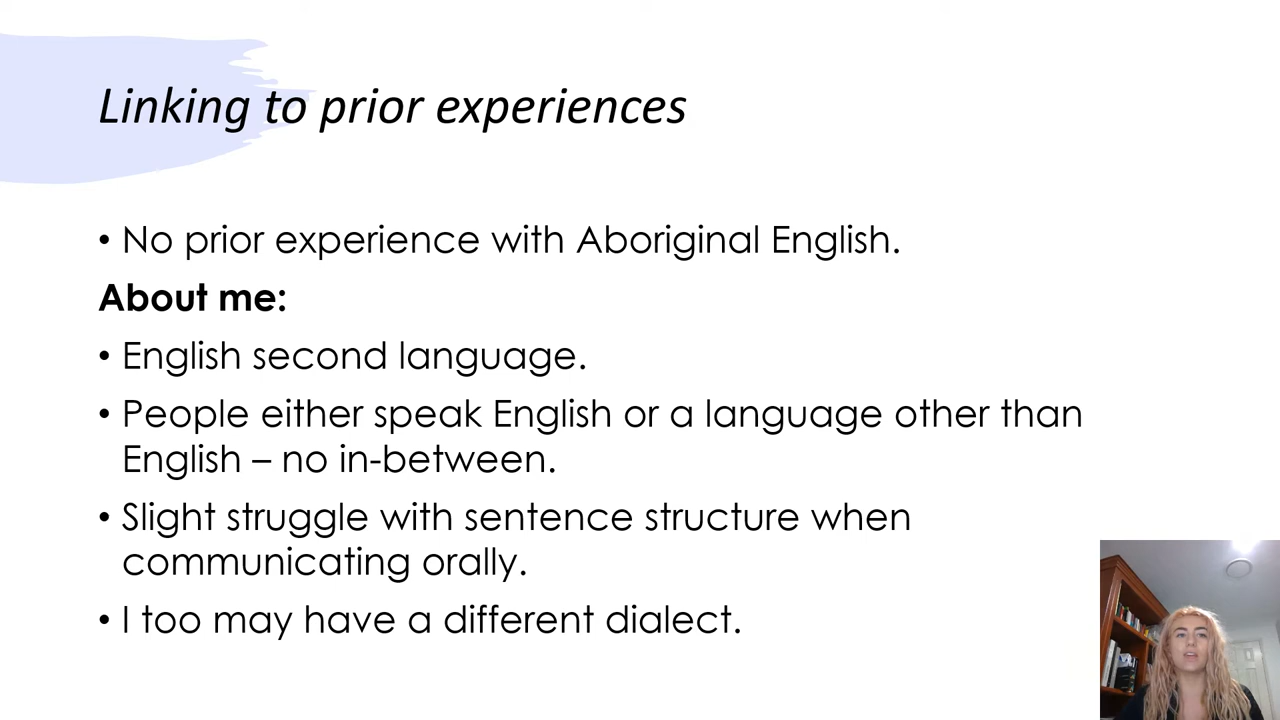 Linking to prior experiences
• No prior experience with Aboriginal English.
About me:
• English second language.
• People either speak English or a language other than
English – no in-between.
• Slight struggle with sentence structure when
communicating orally.
• I too may have a different dialect.